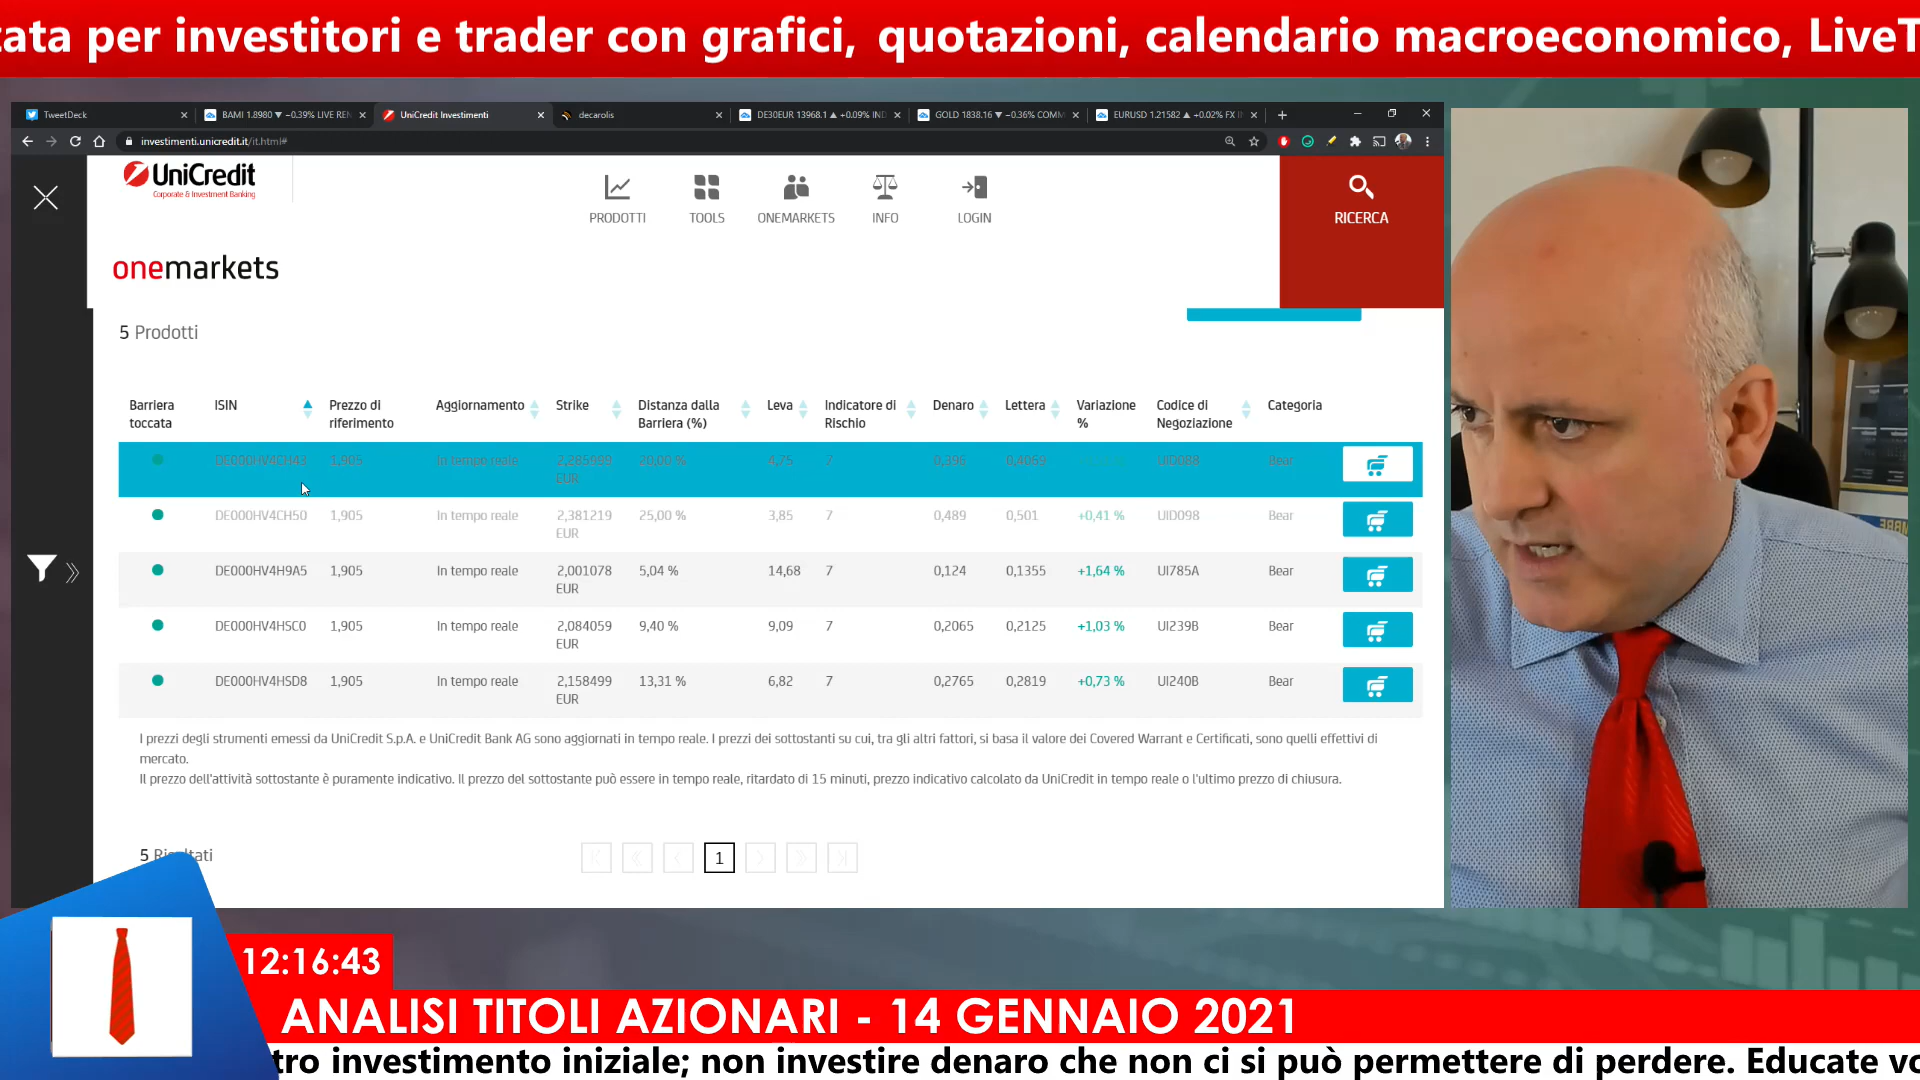 tata per investitori e trader con grafici, quotazioni, calendario macroeconomico, LiveT
TweetDeck
BAMI 1.8980 ▼ −0.39% LIVE REN
UniCredit Investimenti
decarolis
DE30EUR 13968.1 ▲ +0.09% IND
GOLD 1838.16 ▼ −0.36% COMM
EURUSD 1.21582 ▲ +0.02% FX I
investimenti.unicredit.it/it.html#
UniCredit
Corporate & Investment Banking
PRODOTTI
TOOLS
ONEMARKETS
INFO
LOGIN
RICERCA
onemarkets
5 Prodotti
Barriera toccata ISIN Prezzo di riferimento Aggiornamento Strike Distanza dalla Barriera (%) Leva Indicatore di Rischio Denaro Lettera Variazione % Codice di Negoziazione Categoria
DE000HV4CH43 1,905 In tempo reale 2,285969 EUR 20,00 % 4,75 7 0,396 0,4069 UID088 Bear
DE000HV4CH50 1,905 In tempo reale 2,381219 EUR 25,00 % 3,85 7 0,489 0,501 +0,41 % UID098 Bear
DE000HV4H9A5 1,905 In tempo reale 2,001078 EUR 5,04 % 14,68 7 0,124 0,1355 +1,64 % UI785A Bear
DE000HV4HSC0 1,905 In tempo reale 2,084059 EUR 9,40 % 9,09 7 0,2065 0,2125 +1,03 % UI239B Bear
DE000HV4HSD8 1,905 In tempo reale 2,158499 EUR 13,31 % 6,82 7 0,2765 0,2819 +0,73 % UI240B Bear
I prezzi degli strumenti emessi da UniCredit S.p.A. e UniCredit Bank AG sono aggiornati in tempo reale. I prezzi dei sottostanti su cui, tra gli altri fattori, si basa il valore dei Covered Warrant e Certificati, sono quelli effettivi di
mercato.
Il prezzo dell'attività sottostante è puramente indicativo. Il prezzo del sottostante può essere in tempo reale, ritardato di 15 minuti, prezzo indicativo calcolato da UniCredit in tempo reale o l'ultimo prezzo di chiusura.
5 Ri tati
1
12:16:43
ANALISI TITOLI AZIONARI - 14 GENNAIO 2021
tro investimento iniziale; non investire denaro che non ci si può permettere di perdere. Educate vo